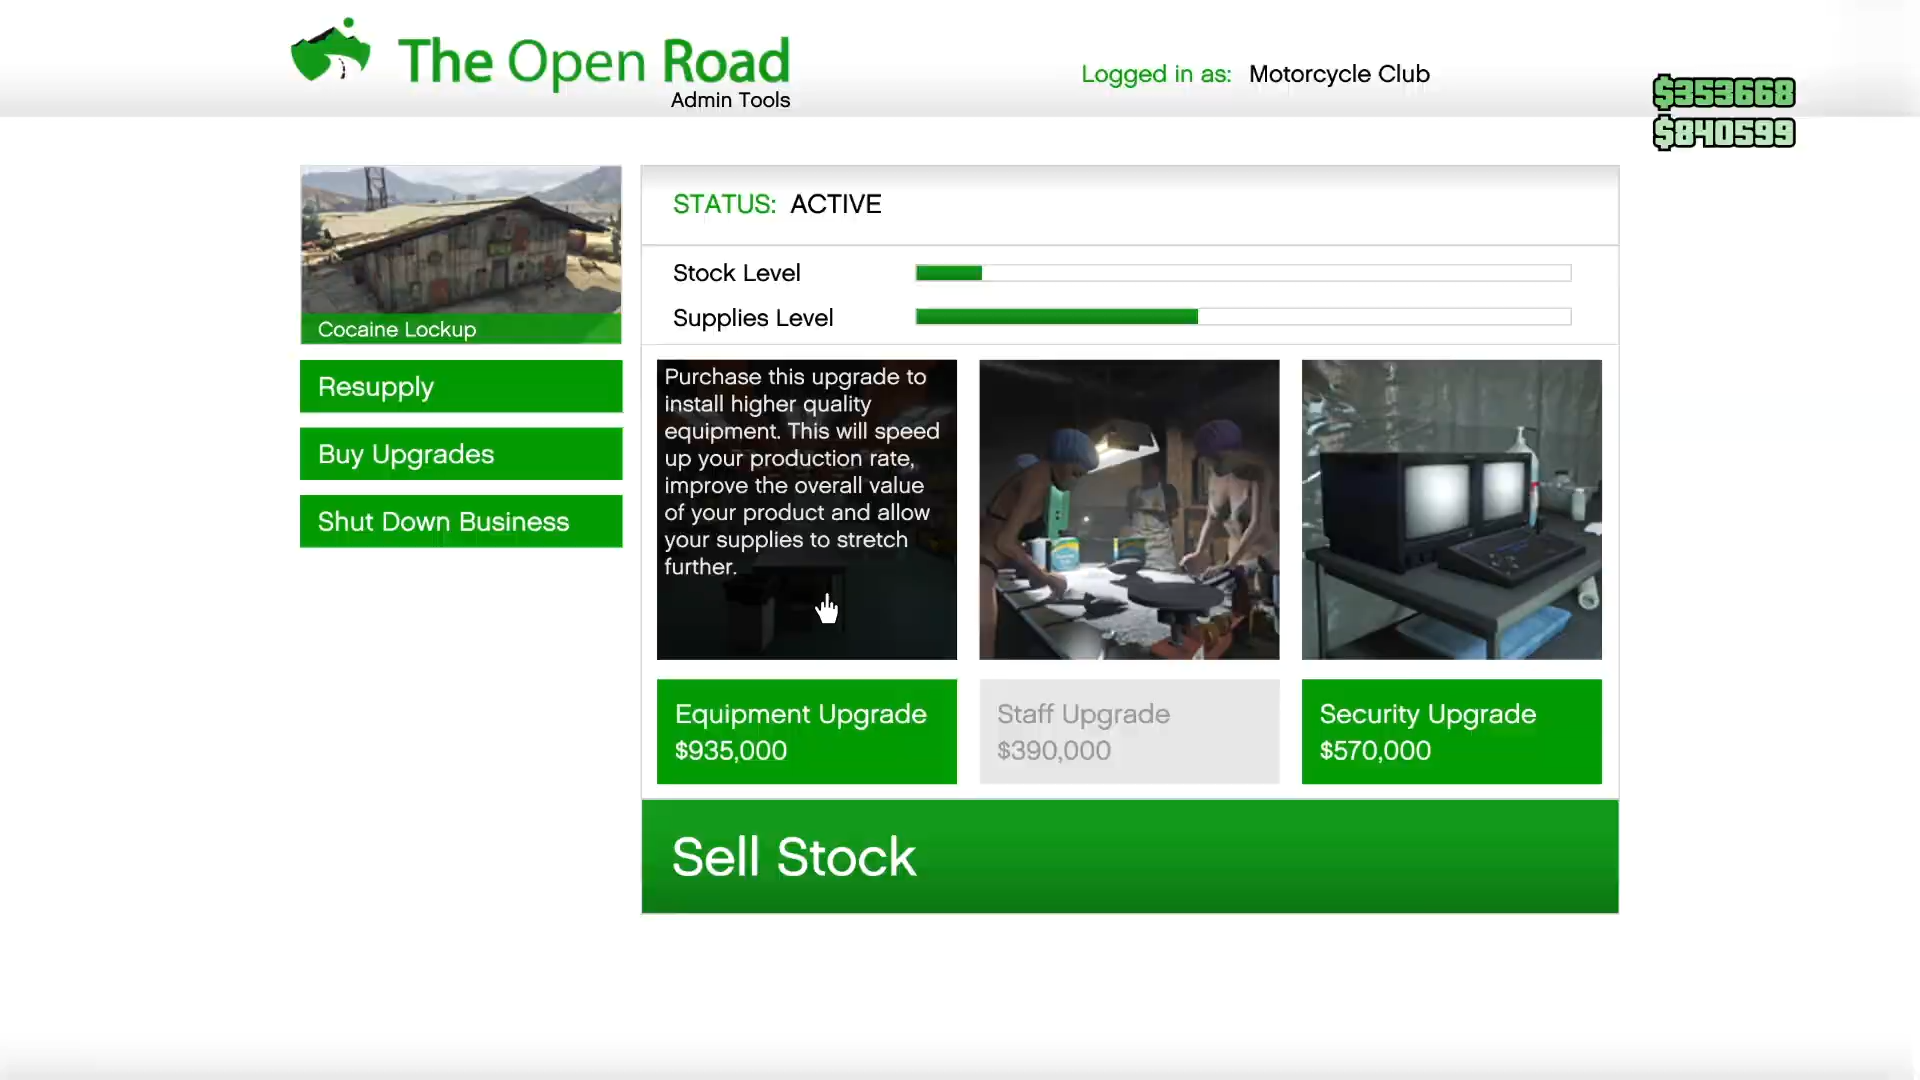 The Open Road
Admin Tools
Logged in as: Motorcycle Club
$353668
$840599
Cocaine Lockup
Resupply
Buy Upgrades
Shut Down Business
STATUS: ACTIVE
Stock Level
Supplies Level
Purchase this upgrade to
install higher quality
equipment. This will speed
up your production rate,
improve the overall value
of your product and allow
your supplies to stretch
further.
Equipment Upgrade
$935,000
Staff Upgrade
$390,000
Security Upgrade
$570,000
Sell Stock